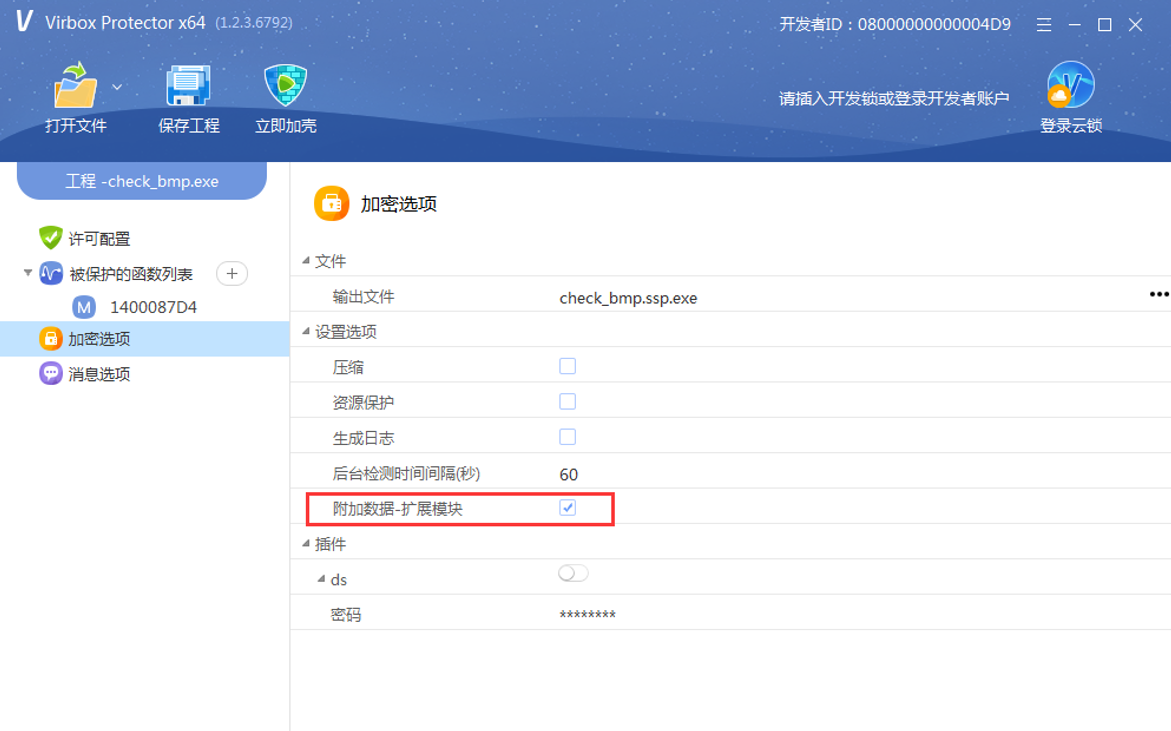 V Virbox Protector x64 (1.2.3.6792) 开发者ID：08000000000004D9
打开文件 保存工程 立即加壳 请插入开发锁或登录开发者账户 登录云锁
工程 -check_bmp.exe
许可配置
被保护的函数列表
M 1400087D4
加密选项
消息选项
加密选项
文件
输出文件 check_bmp.ssp.exe
设置选项
压缩
资源保护
生成日志
后台检测时间间隔(秒) 60
附加数据-扩展模块
插件
ds
密码 ********